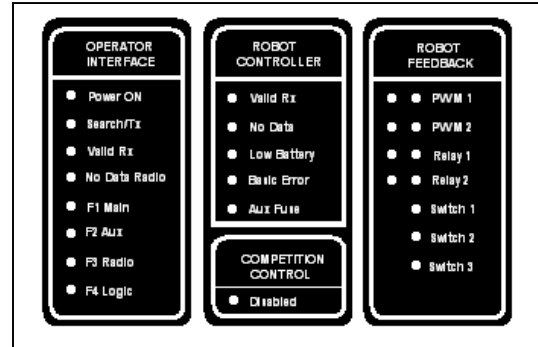 OPERATOR
INTERFACE
Power ON
Search/Tx
Valid Rx
No Data Radio
F1 Main
F2 Aux
F3 Radio
F4 Logic
ROBOT
CONTROLLER
Valid Rx
No Data
Low Battery
Basic Error
Aux Fuse
COMPETITION
CONTROL
Disabled
ROBOT
FEEDBACK
PWM 1
PWM 2
Relay 1
Relay 2
Switch 1
Switch 2
Switch 3